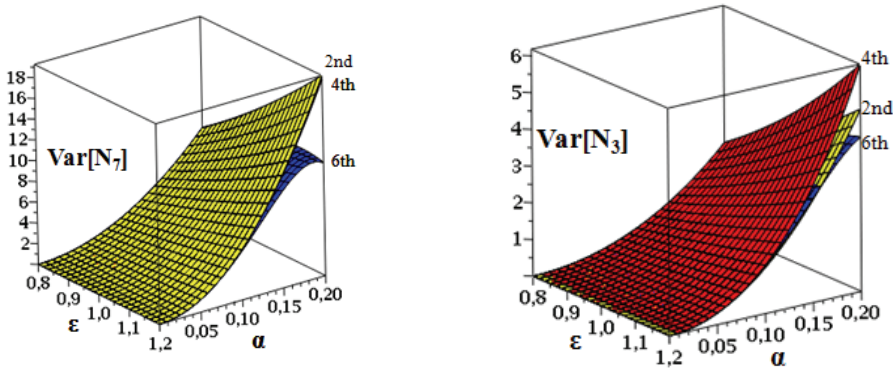 2nd
18
4th
16
14
12
Var[N7]
10
6th
8
6
4
2
0,8
0,9
1,0
1,1
1,2
ε
0,05
0,10
0,15
0,20
α
6
4th
5
2nd
4
Var[N3]
6th
3
2
1
0,8
0,9
1,0
1,1
1,2
ε
0,05
0,10
0,15
0,20
α